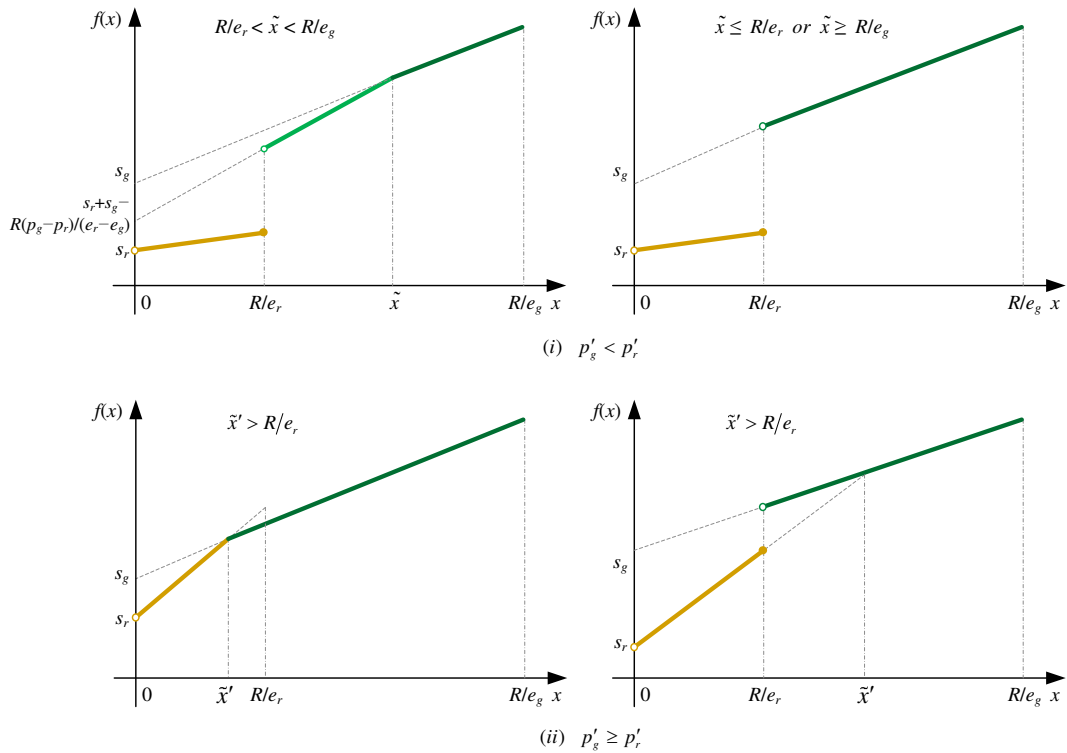 f(x)
R/e_r < x̃ < R/e_g
s_g
s_r+s_g−
R(p_g−p_r)/(e_r−e_g)
s_r
0 R/e_r x̃ R/e_g x
f(x)
x̃ ≤ R/e_r or x̃ ≥ R/e_g
s_g
s_r
0 R/e_r R/e_g x
(i) p′_g < p′_r
f(x)
x̃′ > R/e_r
s_g
s_r
0 x̃′ R/e_r R/e_g x
f(x)
x̃′ > R/e_r
s_g
s_r
0 R/e_r x̃′ R/e_g x
(ii) p′_g ≥ p′_r